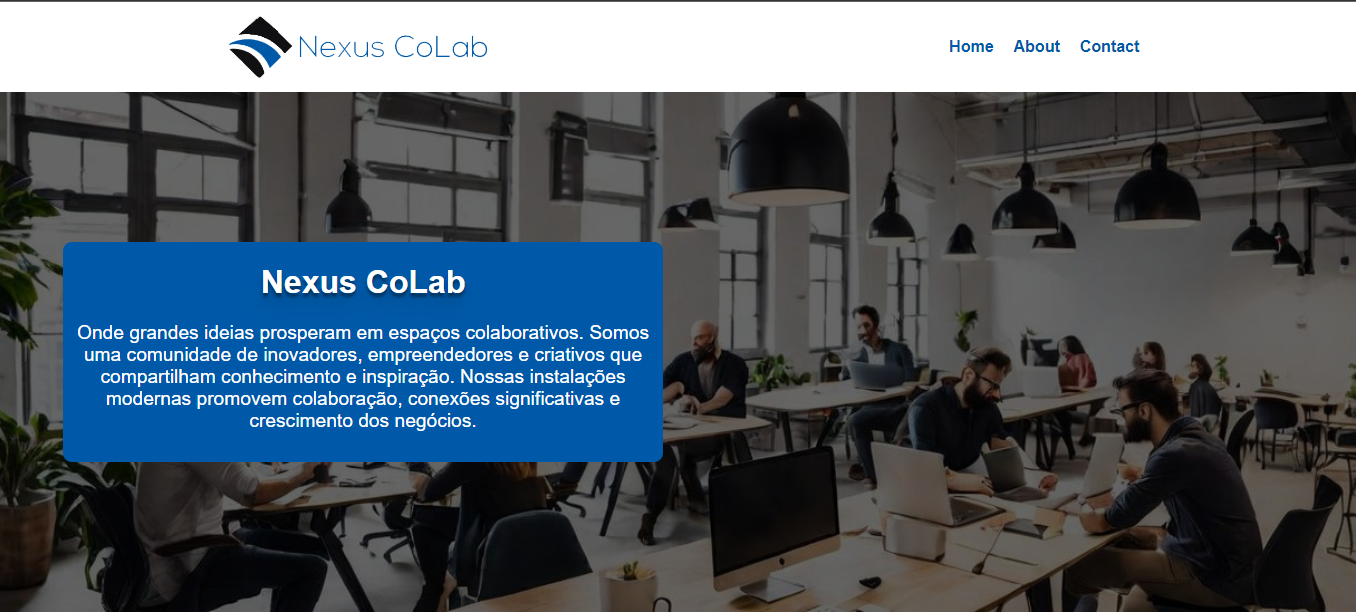 Nexus CoLab
Home About Contact
Nexus CoLab
Onde grandes ideias prosperam em espaços colaborativos. Somos
uma comunidade de inovadores, empreendedores e criativos que
compartilham conhecimento e inspiração. Nossas instalações
modernas promovem colaboração, conexões significativas e
crescimento dos negócios.